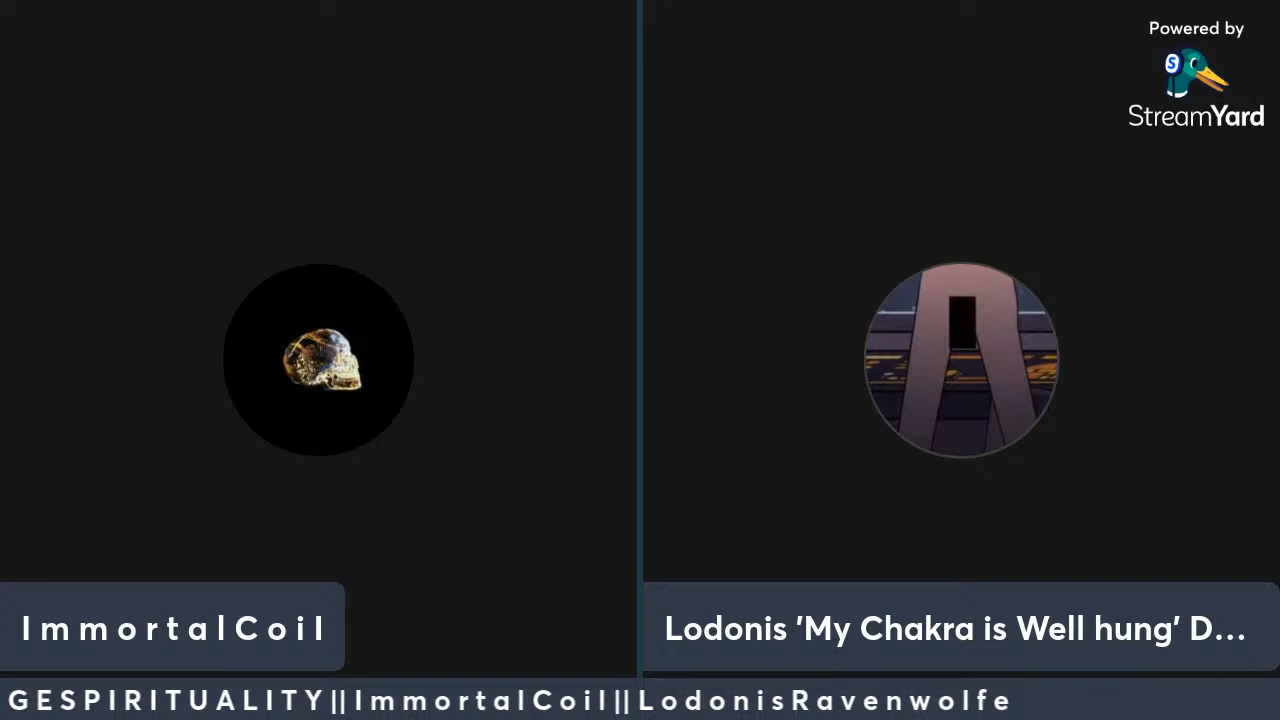 Powered by
S
StreamYard
I m m o r t a l C o i l
Lodonis 'My Chakra is Well hung' D...
G E S P I R I T U A L I T Y || I m m o r t a l C o i l || L o d o n i s R a v e n w o l f e